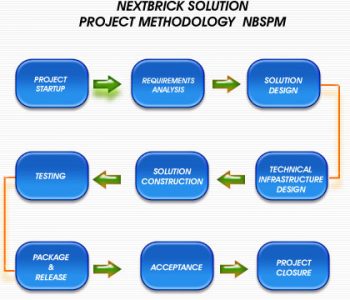 NEXTBRICK SOLUTION
PROJECT METHODOLOGY NBSPM
PROJECT
STARTUP
REQUIREMENTS
ANALYSIS
SOLUTION
DESIGN
TECHNICAL
INFRASTRUCTURE
DESIGN
SOLUTION
CONSTRUCTION
TESTING
PACKAGE
&
RELEASE
ACCEPTANCE
PROJECT
CLOSURE